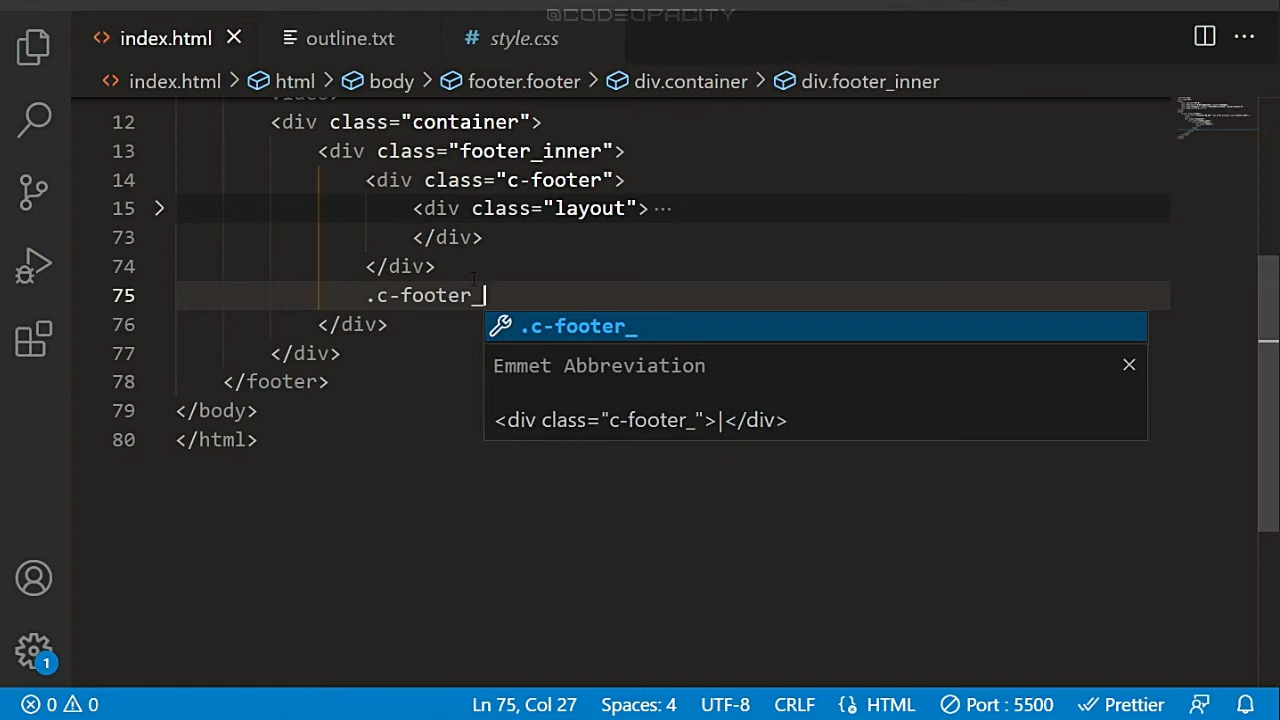 @CODEOPACITY
index.html
outline.txt
style.css
index.html > html > body > footer.footer > div.container > div.footer_inner
12 <div class="container">
13 <div class="footer_inner">
14 <div class="c-footer">
15 <div class="layout"> ...
73 </div>
74 </div>
75 .c-footer_
.c-footer_
76 </div>
Emmet Abbreviation
77 </div>
78 </footer>
79 </body>
<div class="c-footer_">|</div>
80 </html>
1
0 0 Ln 75, Col 27 Spaces: 4 UTF-8 CRLF {} HTML Port : 5500 Prettier